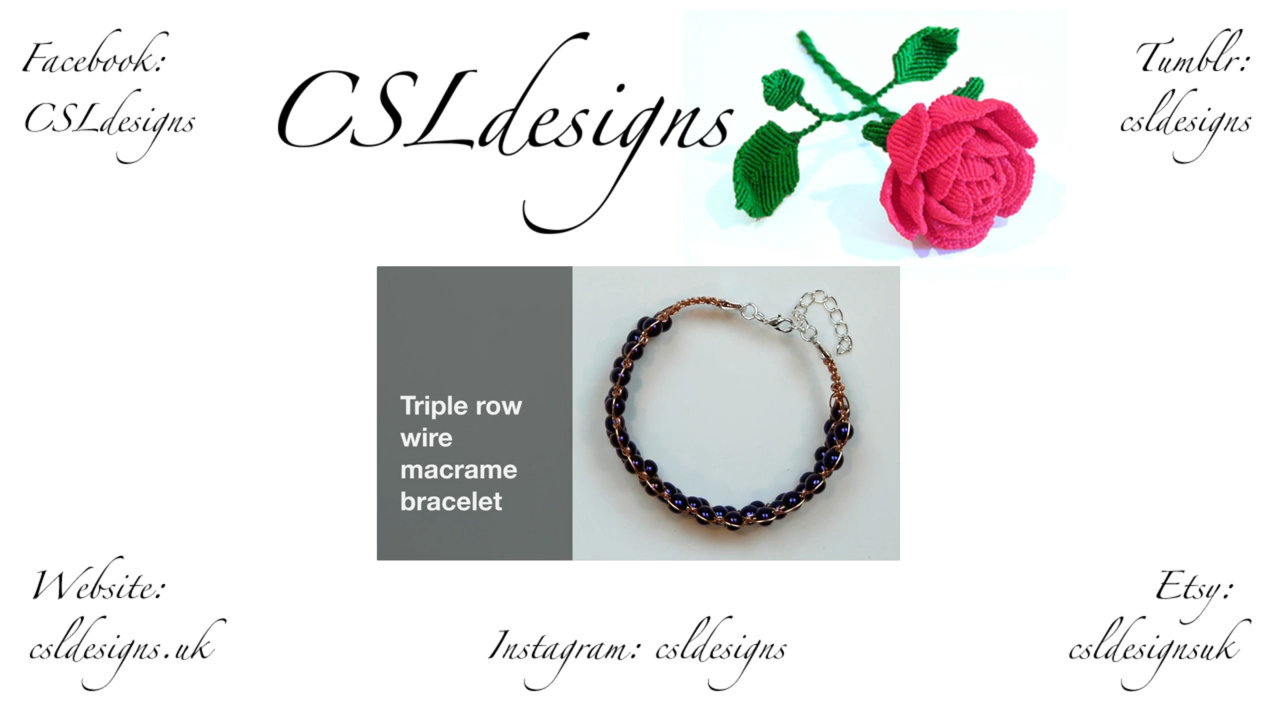 Facebook:
CSLdesigns
CSLdesigns
Tumblr:
csldesigns
Triple row
wire
macrame
bracelet
Website:
csldesigns.uk
Instagram: csldesigns
Etsy:
csldesignsuk